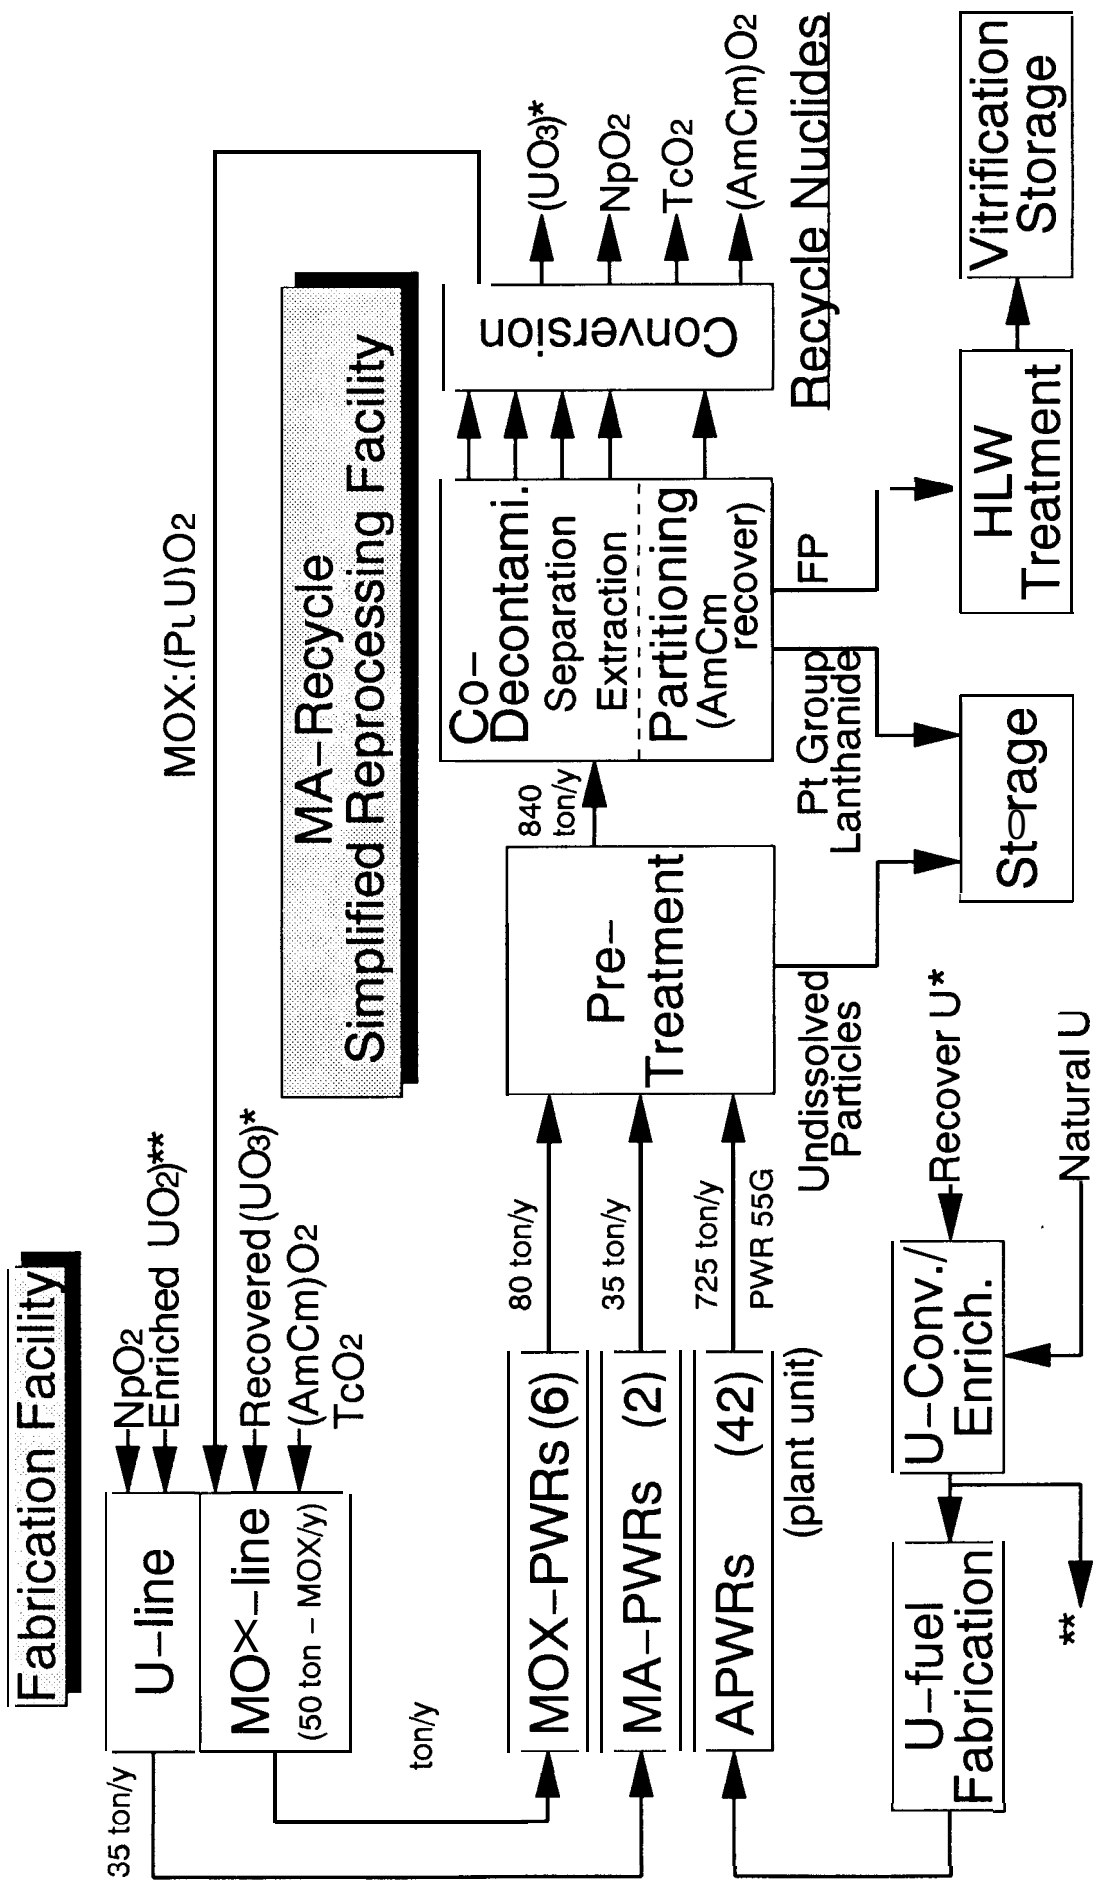 Fabrication Facility
NpO2
Enriched UO2)**
Recovered (UO3)*
(AmCm)O2
TcO2
U-line
MOX-line
(50 ton - MOX/y)
35 ton/y
ton/y
MOX:(Pu U)O2
MA-Recycle
Simplified Reprocessing Facility
MOX-PWRs (6)
MA-PWRs (2)
APWRs (42)
(plant unit)
80 ton/y
35 ton/y
725 ton/y
PWR 55G
Pre-
Treatment
840
ton/y
Co-
Decontami.
Separation
Extraction
Partitioning
(AmCm
recover)
Conversion
(UO3)*
NpO2
TcO2
(AmCm)O2
Recycle Nuclides
Undissolved
Particles
Pt Group
Lanthanide
FP
Storage
HLW
Treatment
Vitrification
Storage
U-fuel
Fabrication
U-Conv./
Enrich.
Recover U*
Natural U
**